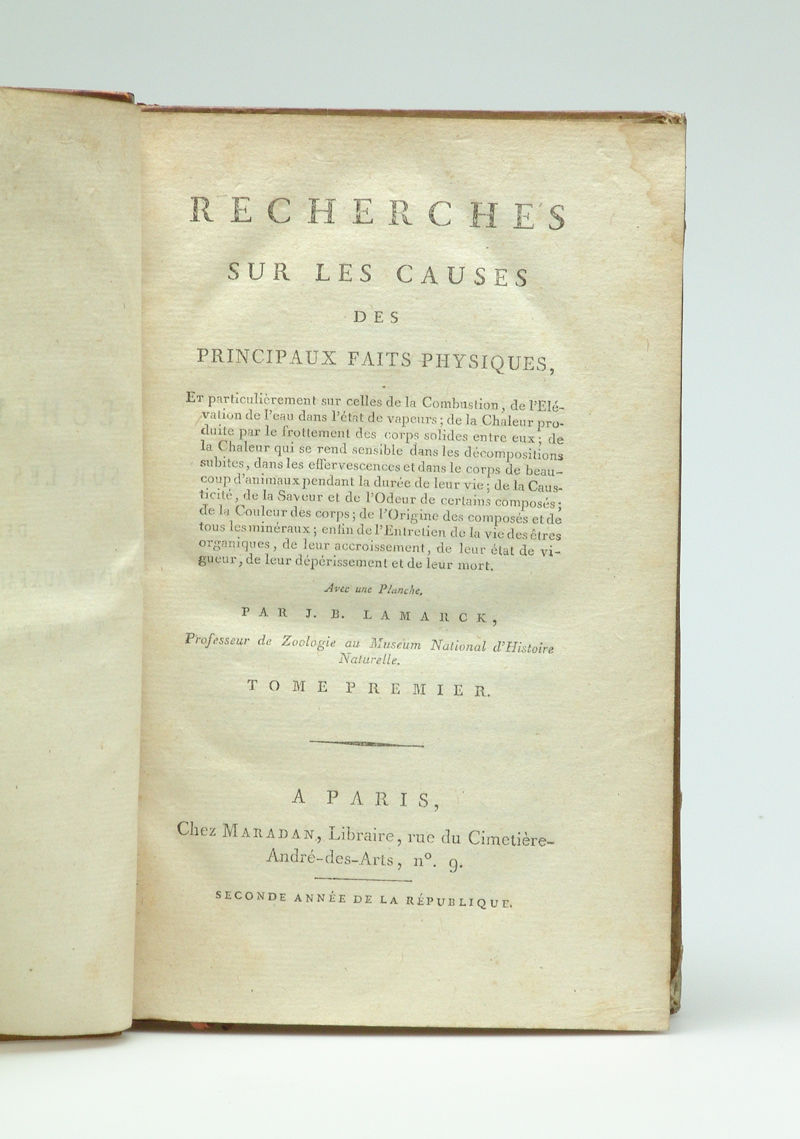 RECHERCHES
SUR LES CAUSES
DES
PRINCIPAUX FAITS PHYSIQUES,
ET particulièrement sur celles de la Combustion, de l'Elé-
vation de l'eau dans l'état de vapeurs; de la Chaleur pro-
duite par le frottement des corps solides entre eux; de
la Chaleur qui se rend sensible dans les décompositions
subites, dans les effervescences et dans le corps de beau-
coup d'animaux pendant la durée de leur vie; de la Caus-
ticité, de la Saveur et de l'Odeur de certains composés;
de la Couleur des corps; de l'Origine des composés et de
tous les minéraux; enfin de l'Entretien de la vie des êtres
organiques, de leur accroissement, de leur état de vi-
gueur, de leur dépérissement et de leur mort.
Avec une Planche,
PAR J. B. LAMARCK,
Professeur de Zoologie au Muséum National d'Histoire
Naturelle.
TOME PREMIER.
A PARIS,
Chez MARADAN, Libraire, rue du Cimetière-
André-des-Arts, n°. 9.
SECONDE ANNÉE DE LA RÉPUBLIQUE.